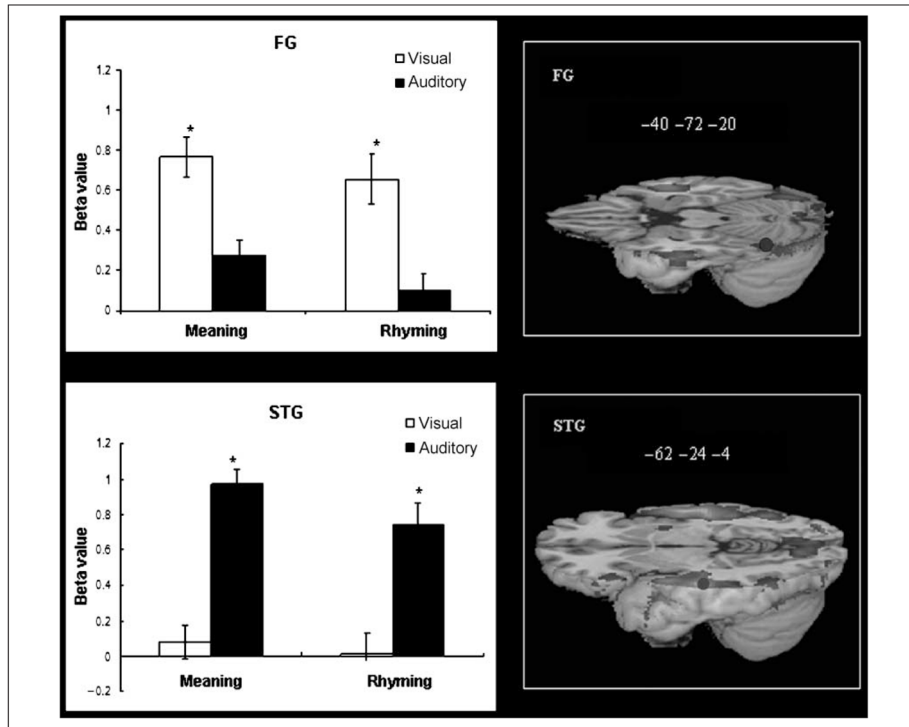 FG
Visual
Auditory
1.2
1
0.8
0.6
0.4
0.2
0
Beta value
*
*
Meaning
Rhyming
FG
–40 –72 –20
STG
Visual
Auditory
1.2
1
0.8
0.6
0.4
0.2
0
–0.2
Beta value
*
*
Meaning
Rhyming
STG
–62 –24 –4